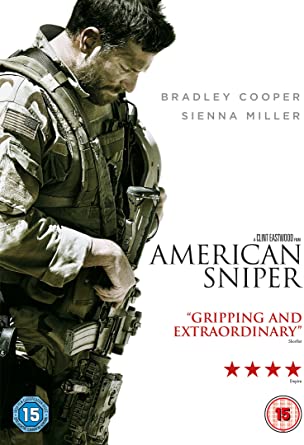 BRADLEY COOPER
SIENNA MILLER
A CLINT EASTWOOD FILM
AMERICAN
SNIPER
"GRIPPING AND
EXTRAORDINARY"
★★★★
Empire
15
15